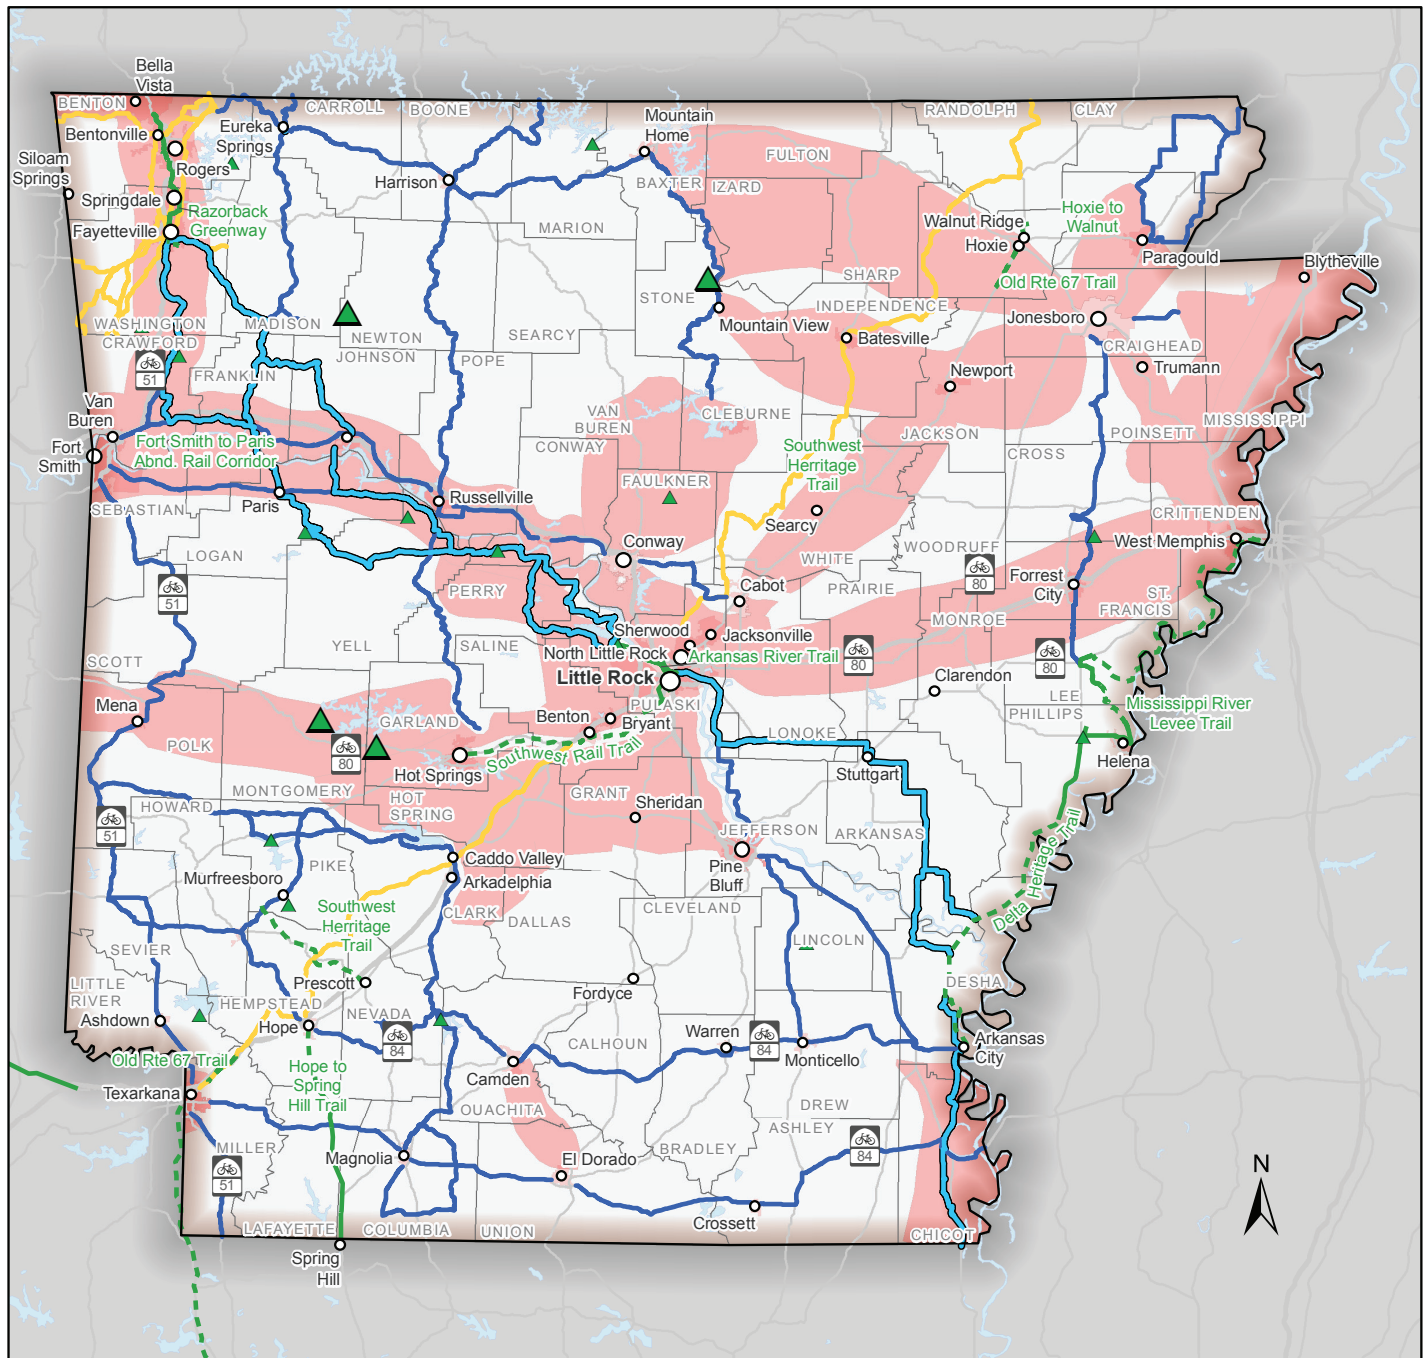 Bella
Vista
BENTON
CARROLL
BOONE
RANDOLPH
CLAY
Bentonville
Eureka
Springs
Mountain
Home
Siloam
Springs
Rogers
Harrison
FULTON
BAXTER
IZARD
Springdale
Razorback
Greenway
Fayetteville
MARION
Walnut Ridge
Hoxie
Hoxie to
Walnut
Paragould
Blytheville
SHARP
Old Rte 67 Trail
STONE
INDEPENDENCE
Mountain View
Jonesboro
WASHINGTON
MADISON
CRAWFORD
NEWTON
SEARCY
Batesville
JOHNSON
POPE
CRAIGHEAD
51
FRANKLIN
Newport
Trumann
Van
Buren
VAN
BUREN
CLEBURNE
MISSISSIPPI
Fort
Smith
Fort Smith to Paris
Abnd. Rail Corridor
CONWAY
Southwest
Herritage
Trail
JACKSON
POINSETT
CROSS
Paris
Russellville
FAULKNER
SEBASTIAN
Searcy
CRITTENDEN
LOGAN
Conway
WHITE
WOODRUFF
West Memphis
51
PERRY
Cabot
PRAIRIE
80
Forrest
City
ST.
FRANCIS
MONROE
YELL
SALINE
Sherwood
Jacksonville
North Little Rock
Arkansas River Trail
80
80
SCOTT
Little Rock
Clarendon
LEE
PHILLIPS
Mississippi River
Levee Trail
Mena
GARLAND
PULASKI
Benton
Bryant
LONOKE
POLK
80
Southwest Rail Trail
Hot Springs
Stuttgart
Helena
MONTGOMERY
HOT
SPRING
GRANT
Sheridan
HOWARD
51
JEFFERSON
ARKANSAS
PIKE
Caddo Valley
Pine
Bluff
Delta Heritage Trail
Murfreesboro
Arkadelphia
Southwest
Herritage
Trail
CLARK
DALLAS
CLEVELAND
LINCOLN
SEVIER
LITTLE
RIVER
Prescott
Fordyce
DESHA
HEMPSTEAD
NEVADA
Ashdown
Hope
84
CALHOUN
Warren
84
Monticello
Arkansas
City
Old Rte 67 Trail
Hope to
Spring
Hill Trail
Camden
Texarkana
OUACHITA
DREW
ASHLEY
MILLER
Magnolia
BRADLEY
84
51
El Dorado
Crossett
LAFAYETTE
COLUMBIA
UNION
CHICOT
Spring
Hill
N